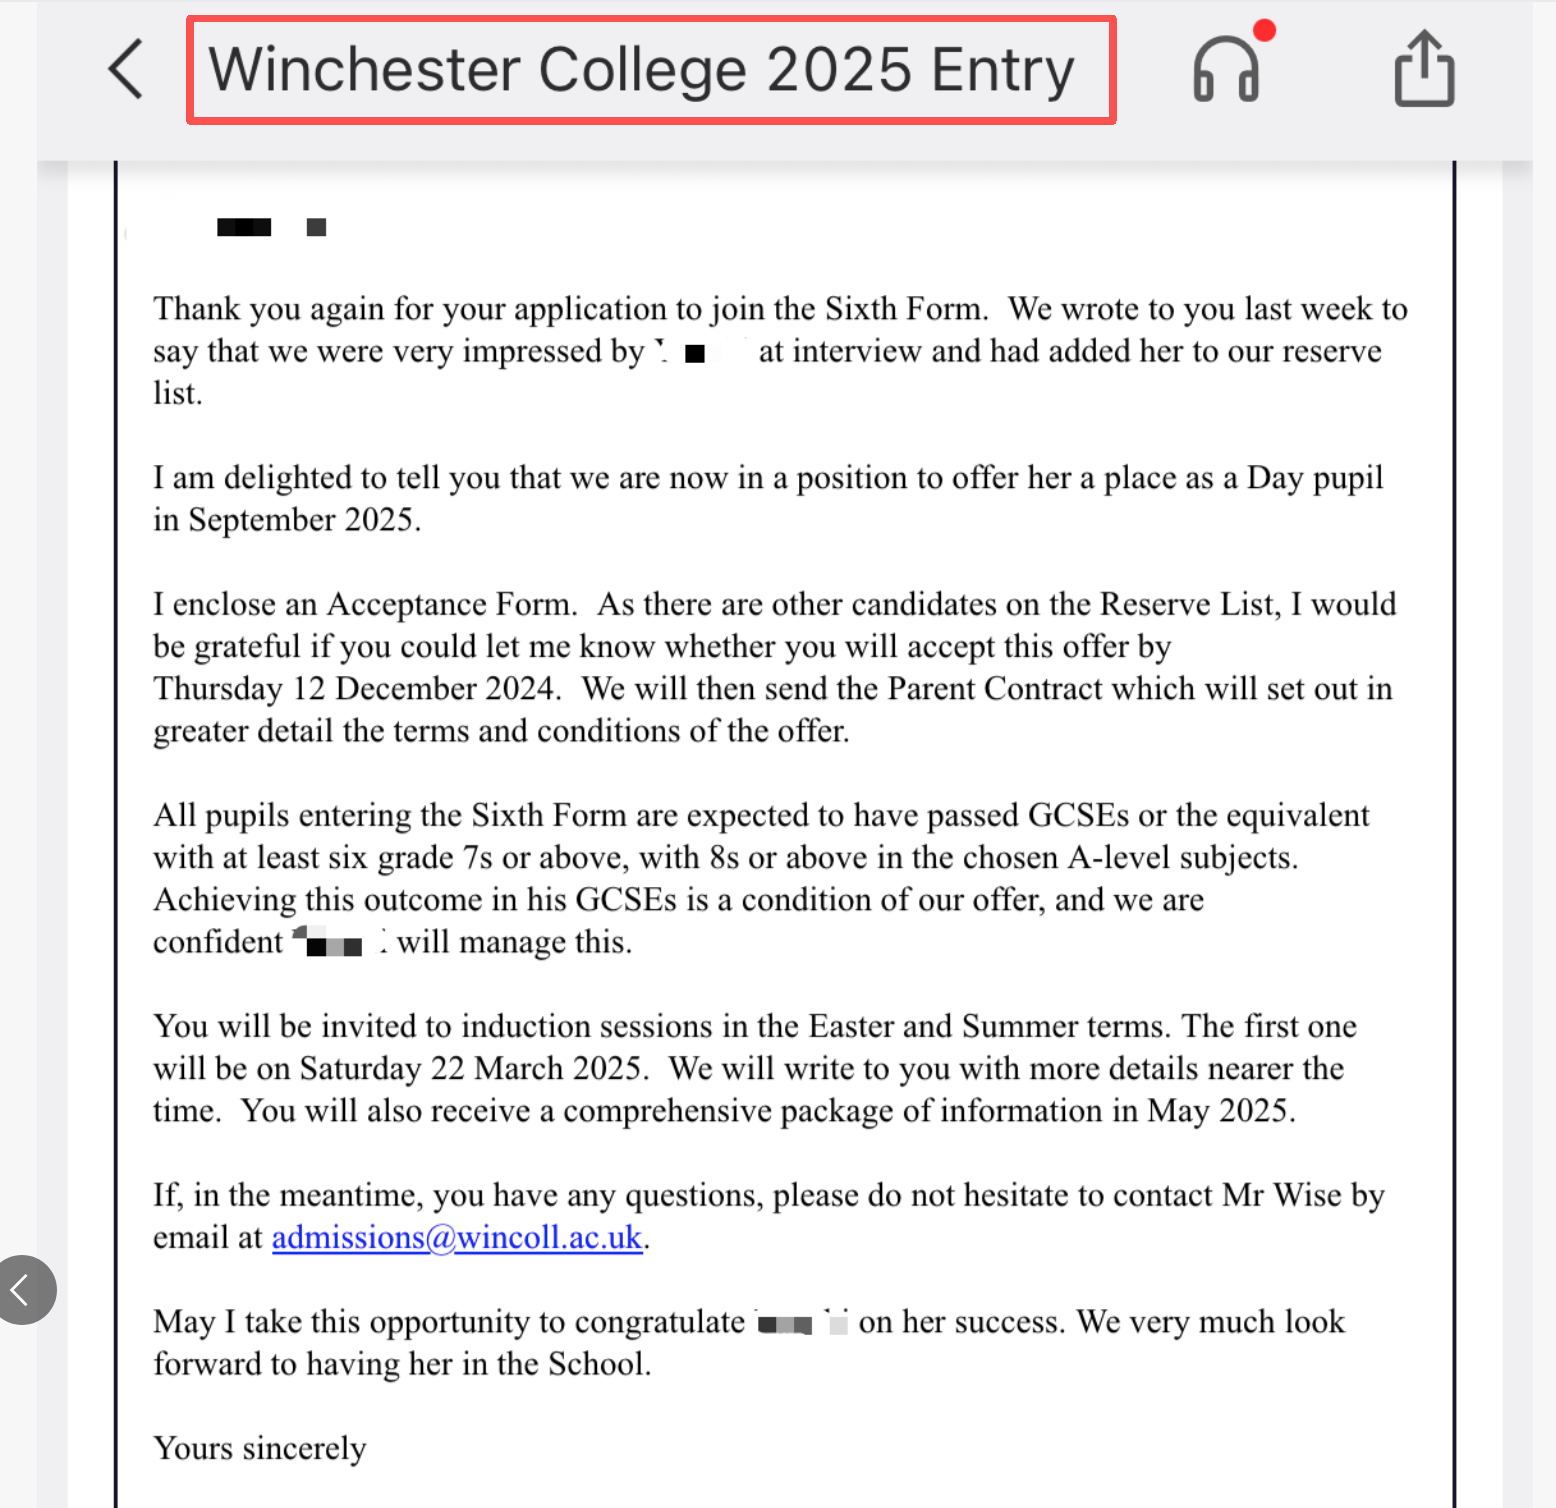 Winchester College 2025 Entry
Thank you again for your application to join the Sixth Form.  We wrote to you last week to
say that we were very impressed by at interview and had added her to our reserve
list.
I am delighted to tell you that we are now in a position to offer her a place as a Day pupil
in September 2025.
I enclose an Acceptance Form.  As there are other candidates on the Reserve List, I would
be grateful if you could let me know whether you will accept this offer by
Thursday 12 December 2024.  We will then send the Parent Contract which will set out in
greater detail the terms and conditions of the offer.
All pupils entering the Sixth Form are expected to have passed GCSEs or the equivalent
with at least six grade 7s or above, with 8s or above in the chosen A-level subjects.
Achieving this outcome in his GCSEs is a condition of our offer, and we are
confident will manage this.
You will be invited to induction sessions in the Easter and Summer terms. The first one
will be on Saturday 22 March 2025.  We will write to you with more details nearer the
time.  You will also receive a comprehensive package of information in May 2025.
If, in the meantime, you have any questions, please do not hesitate to contact Mr Wise by
email at admissions@wincoll.ac.uk.
May I take this opportunity to congratulate on her success. We very much look
forward to having her in the School.
Yours sincerely